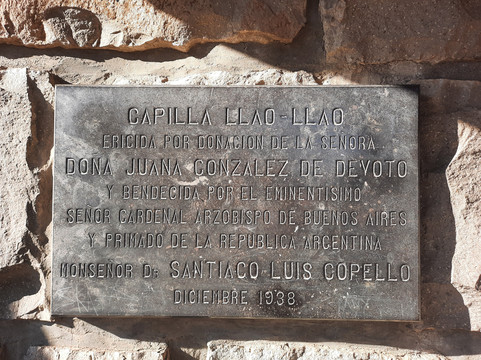 CAPILLA LLAO-LLAO
ERIGIDA POR DONACION DE LA SEÑORA
DOÑA JUANA GONZALEZ DE DEVOTO
Y BENDECIDA POR EL EMINENTISIMO
SEÑOR CARDENAL ARZOBISPO DE BUENOS AIRES
Y PRIMADO DE LA REPUBLICA ARGENTINA
MONSEÑOR Dr SANTIAGO LUIS COPELLO
DICIEMBRE 1938